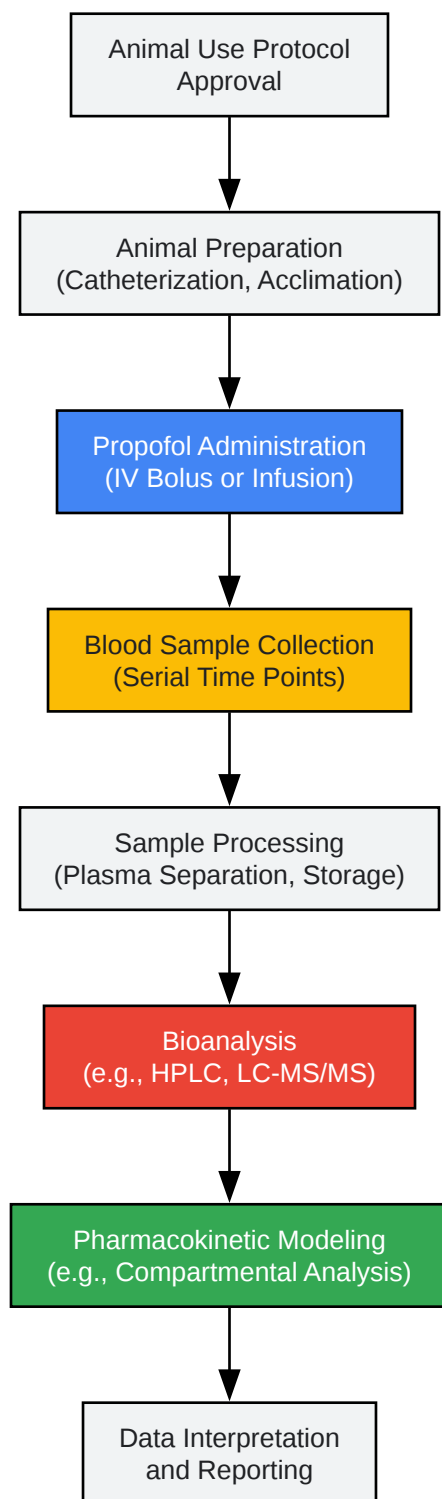 Animal Use Protocol
Approval
Animal Preparation
(Catheterization, Acclimation)
Propofol Administration
(IV Bolus or Infusion)
Blood Sample Collection
(Serial Time Points)
Sample Processing
(Plasma Separation, Storage)
Bioanalysis
(e.g., HPLC, LC-MS/MS)
Pharmacokinetic Modeling
(e.g., Compartmental Analysis)
Data Interpretation
and Reporting